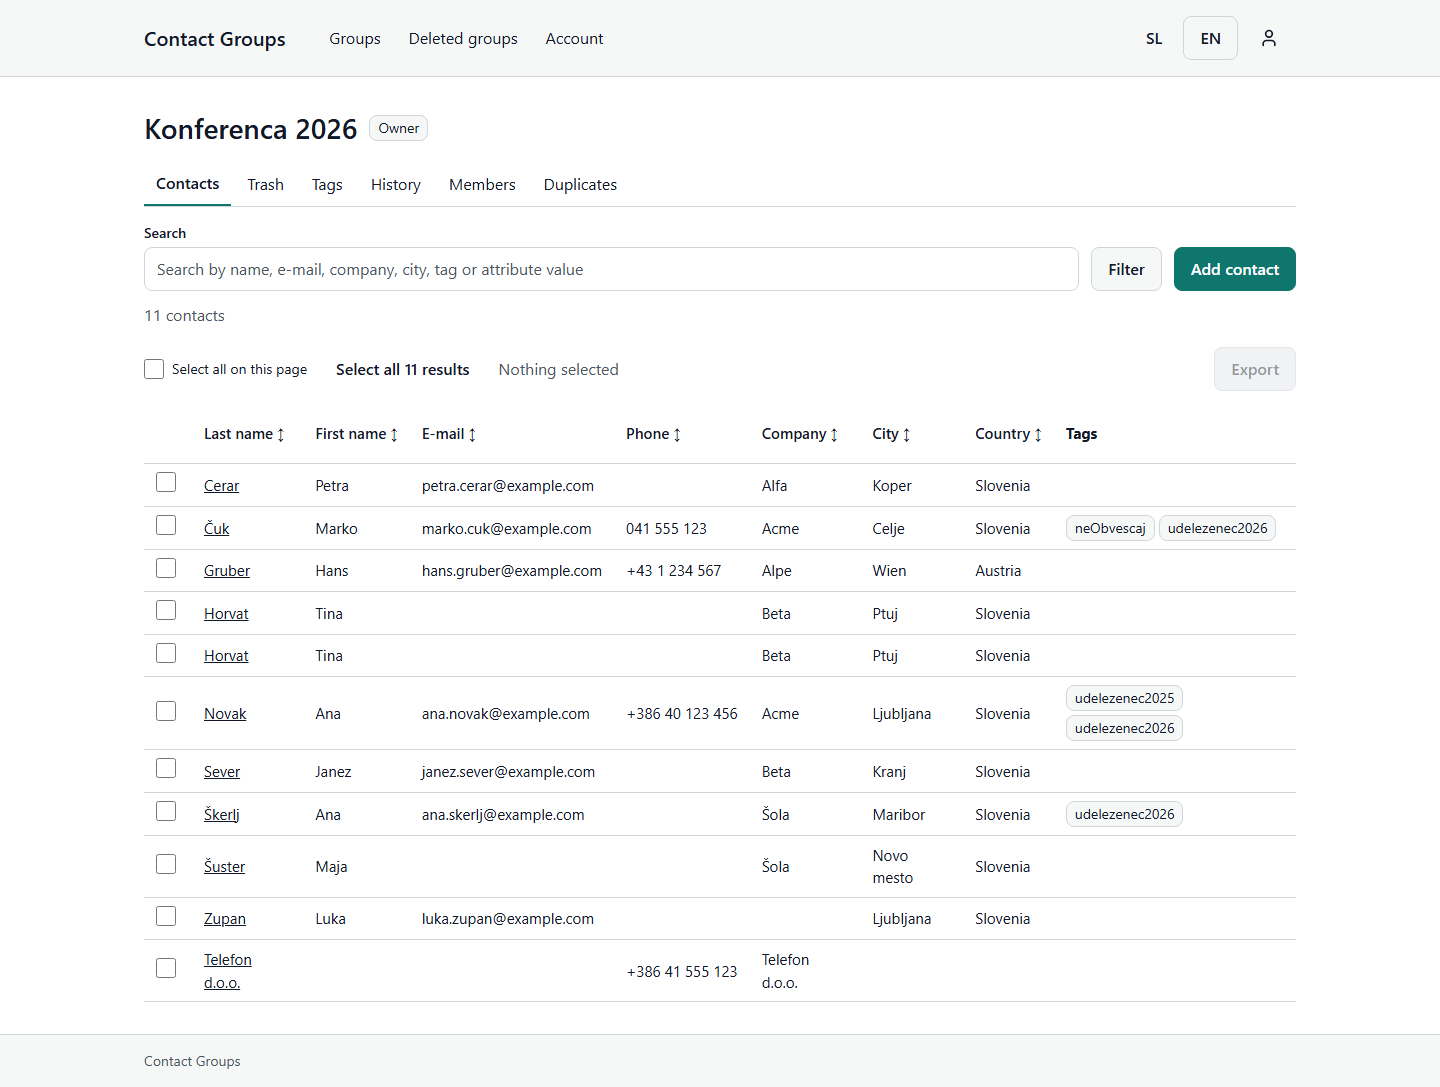 Contact Groups Groups Deleted groups Account SL EN
Konferenca 2026 Owner
Contacts Trash Tags History Members Duplicates
Search
Search by name, e-mail, company, city, tag or attribute value Filter Add contact
11 contacts
Select all on this page Select all 11 results Nothing selected Export
Last name ↕ First name ↕ E-mail ↕ Phone ↕ Company ↕ City ↕ Country ↕ Tags
Cerar Petra petra.cerar@example.com Alfa Koper Slovenia
Čuk Marko marko.cuk@example.com 041 555 123 Acme Celje Slovenia neObvescaj udelezenec2026
Gruber Hans hans.gruber@example.com +43 1 234 567 Alpe Wien Austria
Horvat Tina Beta Ptuj Slovenia
Horvat Tina Beta Ptuj Slovenia
Novak Ana ana.novak@example.com +386 40 123 456 Acme Ljubljana Slovenia udelezenec2025
udelezenec2026
Sever Janez janez.sever@example.com Beta Kranj Slovenia
Škerlj Ana ana.skerlj@example.com Šola Maribor Slovenia udelezenec2026
Šuster Maja Šola Novo
mesto Slovenia
Zupan Luka luka.zupan@example.com Ljubljana Slovenia
Telefon
d.o.o. +386 41 555 123 Telefon
d.o.o.
Contact Groups